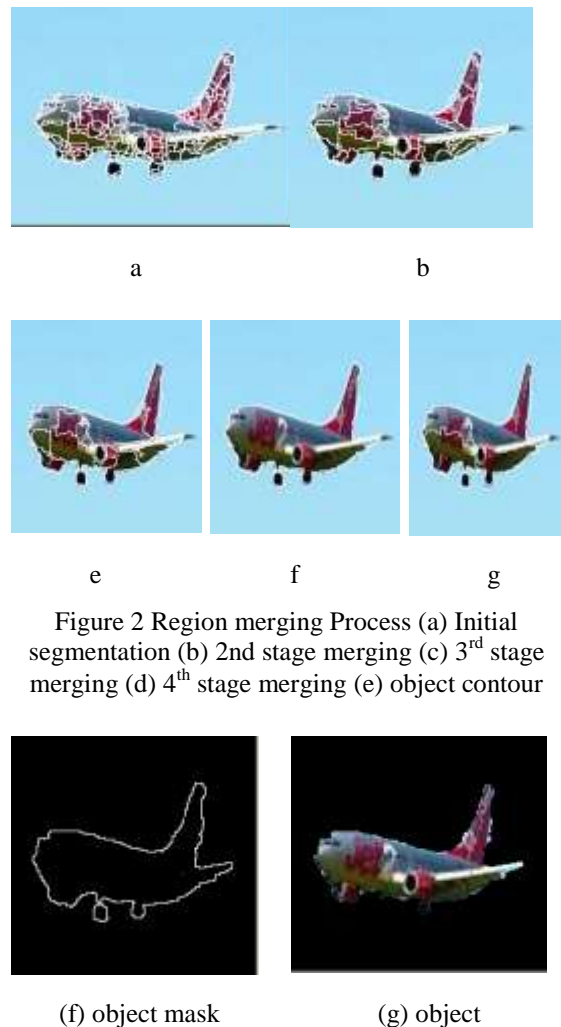 a b
e f g
Figure 2 Region merging Process (a) Initial
segmentation (b) 2nd stage merging (c) 3rd stage
merging (d) 4th stage merging (e) object contour
(f) object mask (g) object